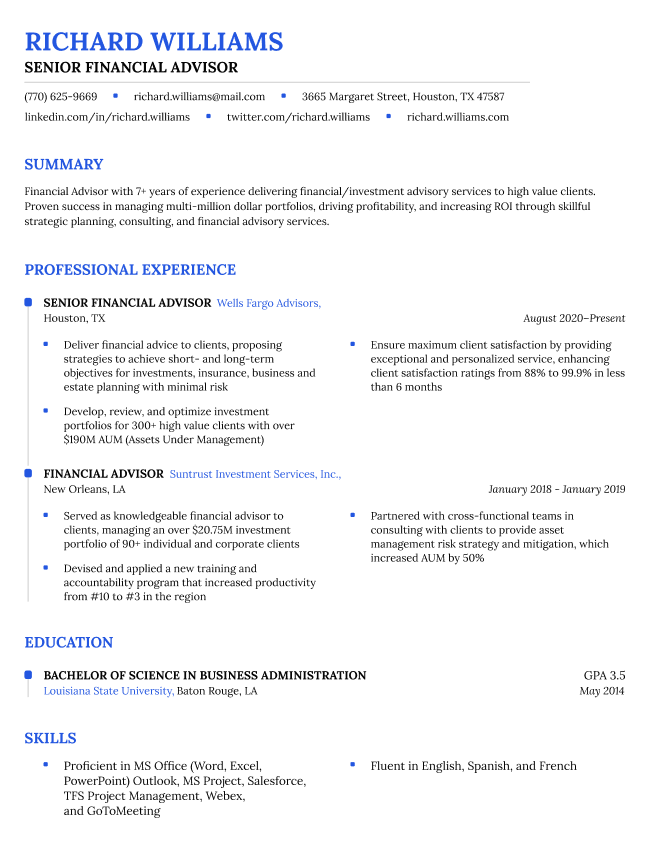 RICHARD WILLIAMS
SENIOR FINANCIAL ADVISOR
(770) 625-9669 ▪ richard.williams@mail.com ▪ 3665 Margaret Street, Houston, TX 47587
linkedin.com/in/richard.williams ▪ twitter.com/richard.williams ▪ richard.williams.com
SUMMARY
Financial Advisor with 7+ years of experience delivering financial/investment advisory services to high value clients.
Proven success in managing multi-million dollar portfolios, driving profitability, and increasing ROI through skillful
strategic planning, consulting, and financial advisory services.
PROFESSIONAL EXPERIENCE
SENIOR FINANCIAL ADVISOR Wells Fargo Advisors,
Houston, TX August 2020–Present
▪ Deliver financial advice to clients, proposing
strategies to achieve short- and long-term
objectives for investments, insurance, business and
estate planning with minimal risk
▪ Develop, review, and optimize investment
portfolios for 300+ high value clients with over
$190M AUM (Assets Under Management)
▪ Ensure maximum client satisfaction by providing
exceptional and personalized service, enhancing
client satisfaction ratings from 88% to 99.9% in less
than 6 months
FINANCIAL ADVISOR Suntrust Investment Services, Inc.,
New Orleans, LA January 2018 - January 2019
▪ Served as knowledgeable financial advisor to
clients, managing an over $20.75M investment
portfolio of 90+ individual and corporate clients
▪ Devised and applied a new training and
accountability program that increased productivity
from #10 to #3 in the region
▪ Partnered with cross-functional teams in
consulting with clients to provide asset
management risk strategy and mitigation, which
increased AUM by 50%
EDUCATION
BACHELOR OF SCIENCE IN BUSINESS ADMINISTRATION GPA 3.5
Louisiana State University, Baton Rouge, LA May 2014
SKILLS
▪ Proficient in MS Office (Word, Excel,
PowerPoint) Outlook, MS Project, Salesforce,
TFS Project Management, Webex,
and GoToMeeting
▪ Fluent in English, Spanish, and French